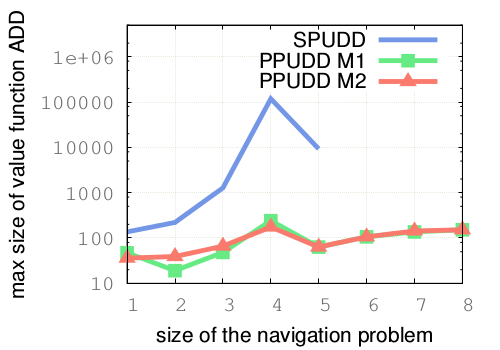 max size of value function ADD
1e+06
100000
10000
1000
100
10
SPUDD
PPUDD M1
PPUDD M2
1 2 3 4 5 6 7 8
size of the navigation problem